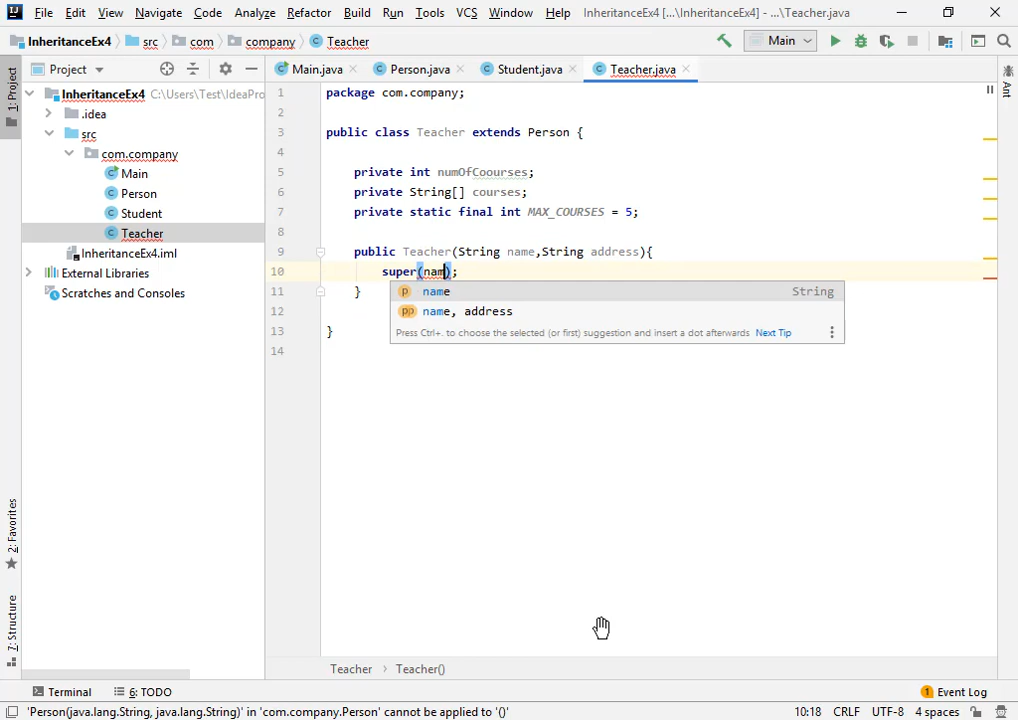 File Edit View Navigate Code Analyze Refactor Build Run Tools VCS Window Help InheritanceEx4 [...\InheritanceEx4] - ...\Teacher.java
InheritanceEx4 src com company Teacher Main
1: Project
Project
Main.java Person.java Student.java Teacher.java
Ant
InheritanceEx4 C:\Users\Test\IdeaPro
.idea
src
com.company
Main
Person
Student
Teacher
InheritanceEx4.iml
External Libraries
Scratches and Consoles
1 package com.company;
2
3 public class Teacher extends Person {
4
5 private int numOfCoourses;
6 private String[] courses;
7 private static final int MAX_COURSES = 5;
8
9 public Teacher(String name,String address){
10 super(nam);
11 }
12
13 }
14
name String
name, address
Press Ctrl+. to choose the selected (or first) suggestion and insert a dot afterwards Next Tip
2: Favorites
7: Structure
Teacher > Teacher()
Terminal 6: TODO 1 Event Log
'Person(java.lang.String, java.lang.String)' in 'com.company.Person' cannot be applied to '()' 10:18 CRLF UTF-8 4 spaces